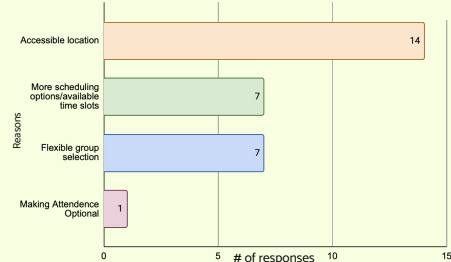 Accessible location
14
More scheduling
options/available
time slots
7
Reasons
Flexible group
selection
7
Making Attendence
Optional
1
0
5
10
15
# of responses